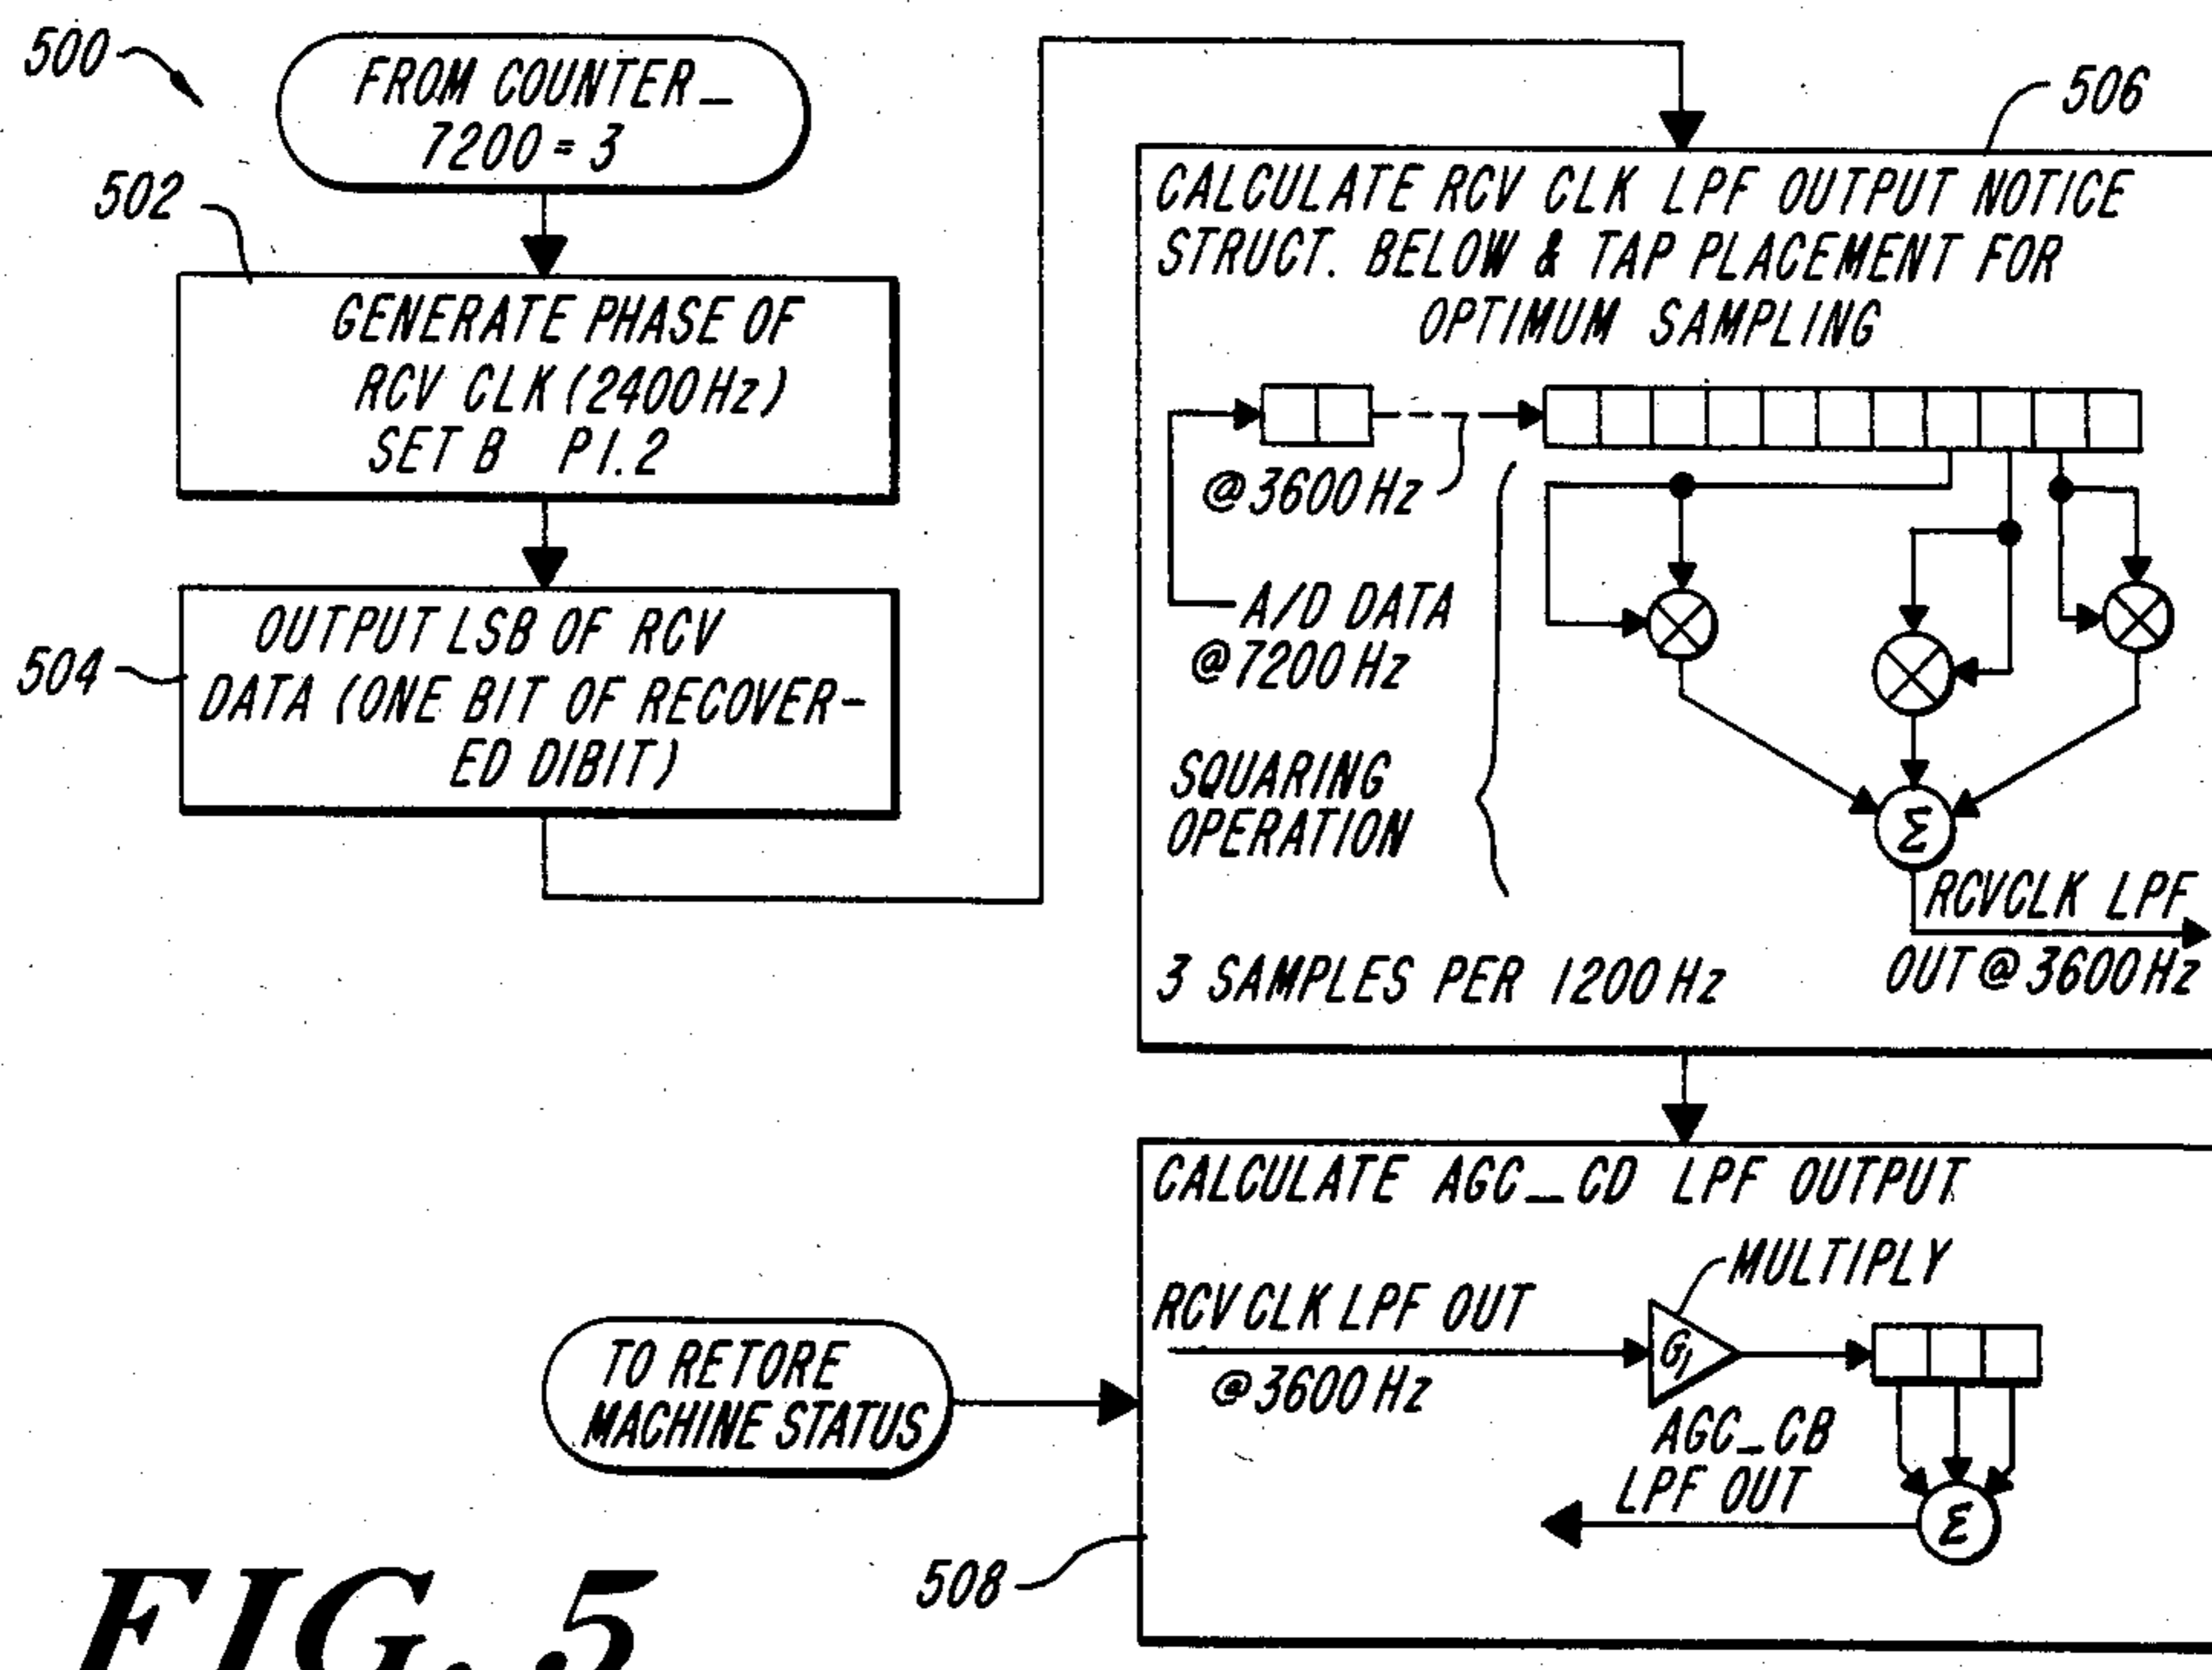 500
FROM COUNTER_
7200 = 3
502
GENERATE PHASE OF
RCV CLK (2400 Hz)
SET B P1.2
504
OUTPUT LSB OF RCV
DATA (ONE BIT OF RECOVER-
ED DIBIT)
506
CALCULATE RCV CLK LPF OUTPUT NOTICE
STRUCT. BELOW & TAP PLACEMENT FOR
OPTIMUM SAMPLING
@ 3600 Hz
A/D DATA
@ 7200 Hz
SQUARING
OPERATION
Σ
RCVCLK LPF
OUT @ 3600 Hz
3 SAMPLES PER 1200 Hz
CALCULATE AGC_CD LPF OUTPUT
MULTIPLY
RCV CLK LPF OUT
@ 3600 Hz
G1
AGC_CB
LPF OUT
Σ
TO RETORE
MACHINE STATUS
508
FIG. 5